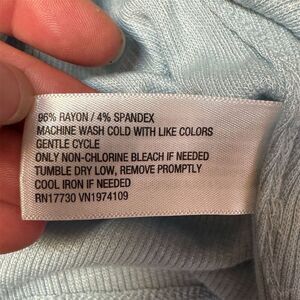 96% RAYON / 4% SPANDEX
MACHINE WASH COLD WITH LIKE COLORS
GENTLE CYCLE
ONLY NON-CHLORINE BLEACH IF NEEDED
TUMBLE DRY LOW, REMOVE PROMPTLY
COOL IRON IF NEEDED
RN17730 VN1974109